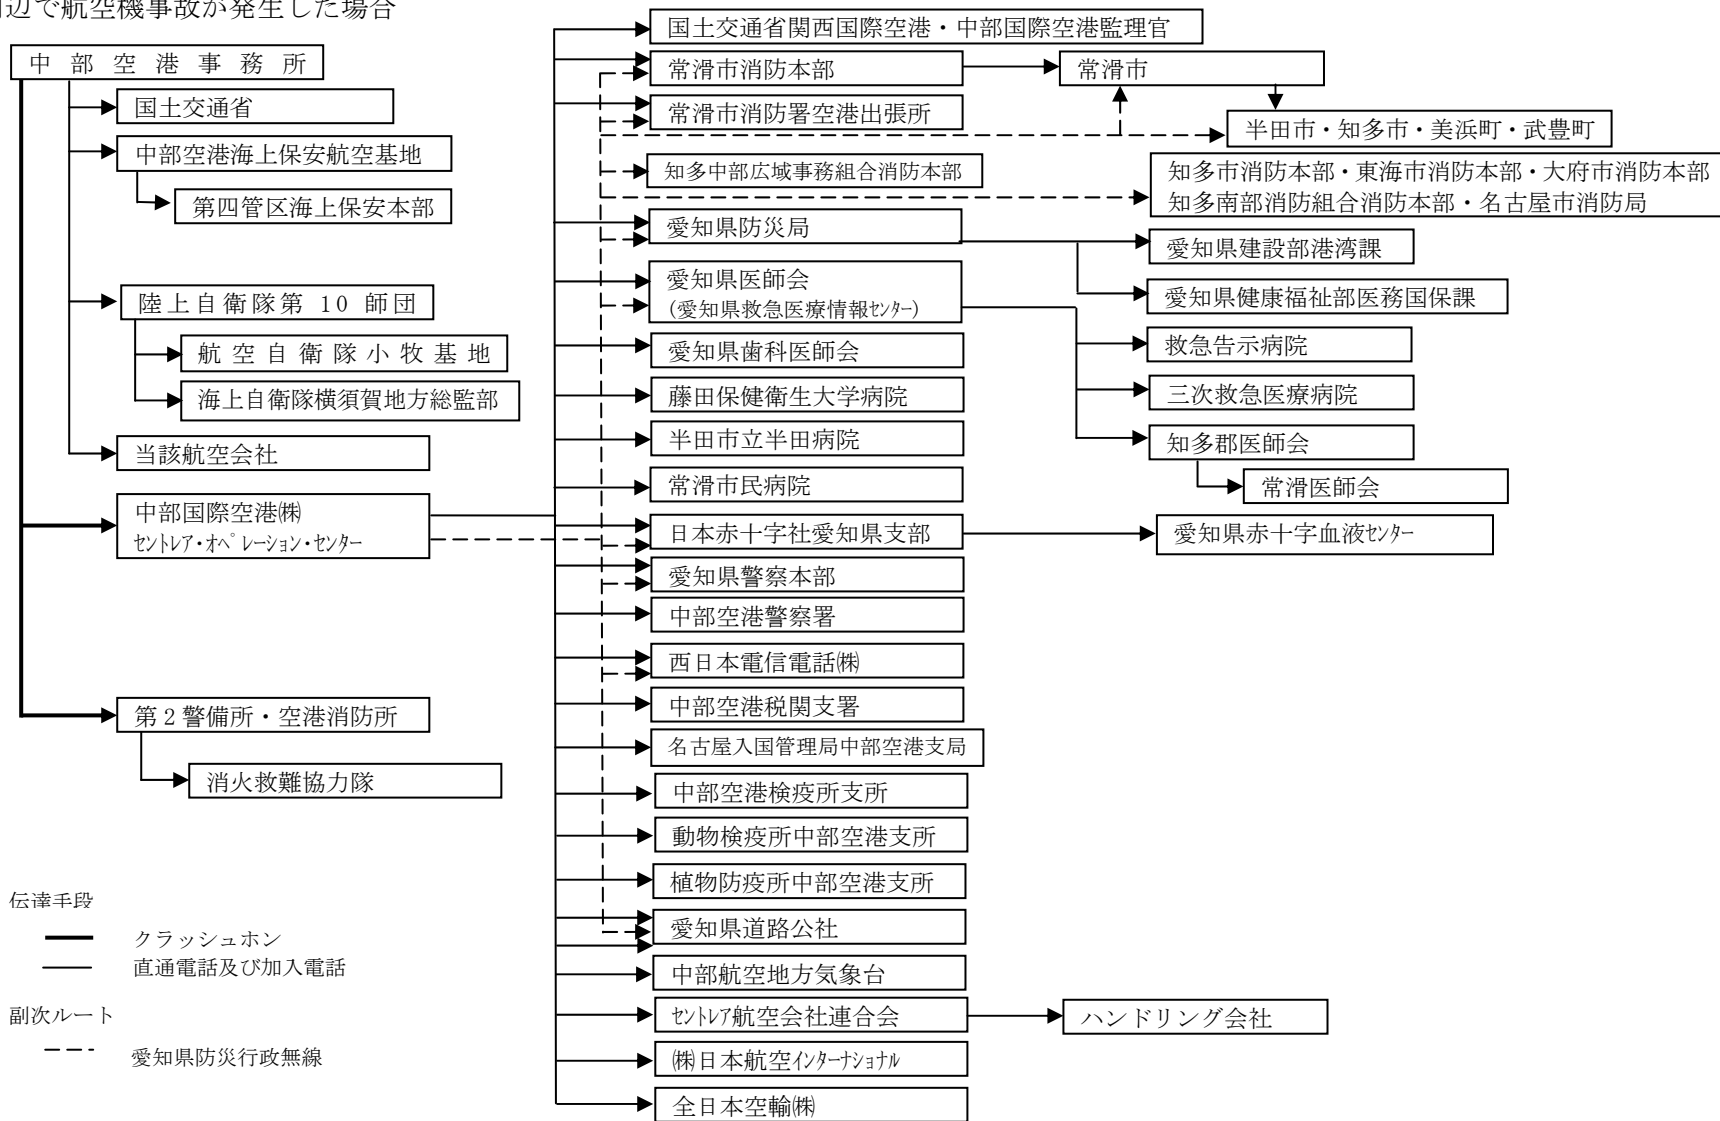 辺で航空機事故が発生した場合
中部空港事務所
国土交通省
中部空港海上保安航空基地
第四管区海上保安本部
陸上自衛隊第 10 師団
航空自衛隊小牧基地
海上自衛隊横須賀地方総監部
当該航空会社
中部国際空港㈱
ｾﾝﾄﾚｱ・ｵﾍﾟﾚｰｼｮﾝ・ｾﾝﾀｰ
第２警備所・空港消防所
消火救難協力隊
国土交通省関西国際空港・中部国際空港監理官
常滑市消防本部
常滑市
常滑市消防署空港出張所
半田市・知多市・美浜町・武豊町
知多中部広域事務組合消防本部
知多市消防本部・東海市消防本部・大府市消防本部
知多南部消防組合消防本部・名古屋市消防局
愛知県防災局
愛知県建設部港湾課
愛知県健康福祉部医務国保課
愛知県医師会
(愛知県救急医療情報ｾﾝﾀｰ)
救急告示病院
三次救急医療病院
知多郡医師会
常滑医師会
愛知県歯科医師会
藤田保健衛生大学病院
半田市立半田病院
常滑市民病院
日本赤十字社愛知県支部
愛知県赤十字血液ｾﾝﾀｰ
愛知県警察本部
中部空港警察署
西日本電信電話㈱
中部空港税関支署
名古屋入国管理局中部空港支局
中部空港検疫所支所
動物検疫所中部空港支所
植物防疫所中部空港支所
愛知県道路公社
中部航空地方気象台
ｾﾝﾄﾚｱ航空会社連合会
ハンドリング会社
㈱日本航空ｲﾝﾀｰﾅｼｮﾅﾙ
全日本空輸㈱
伝達手段
クラッシュホン
直通電話及び加入電話
副次ルート
愛知県防災行政無線